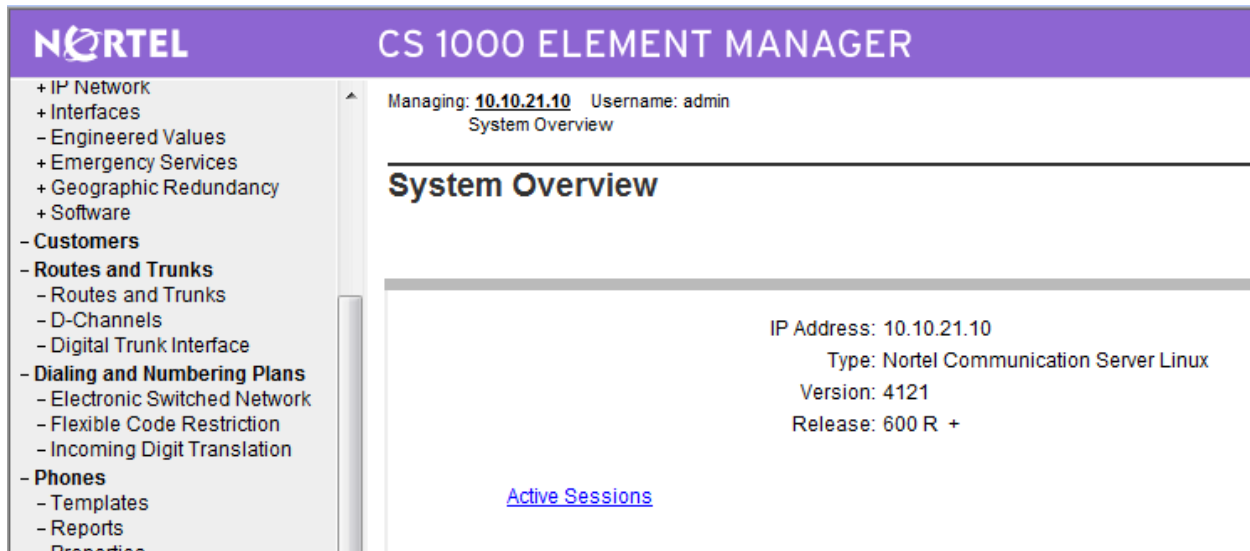 NORTEL
CS 1000 ELEMENT MANAGER
+ IP Network
+ Interfaces
– Engineered Values
+ Emergency Services
+ Geographic Redundancy
+ Software
– Customers
– Routes and Trunks
– Routes and Trunks
– D-Channels
– Digital Trunk Interface
– Dialing and Numbering Plans
– Electronic Switched Network
– Flexible Code Restriction
– Incoming Digit Translation
– Phones
– Templates
– Reports
– Properties
Managing: 10.10.21.10 Username: admin
System Overview
System Overview
IP Address: 10.10.21.10
Type: Nortel Communication Server Linux
Version: 4121
Release: 600 R +
Active Sessions